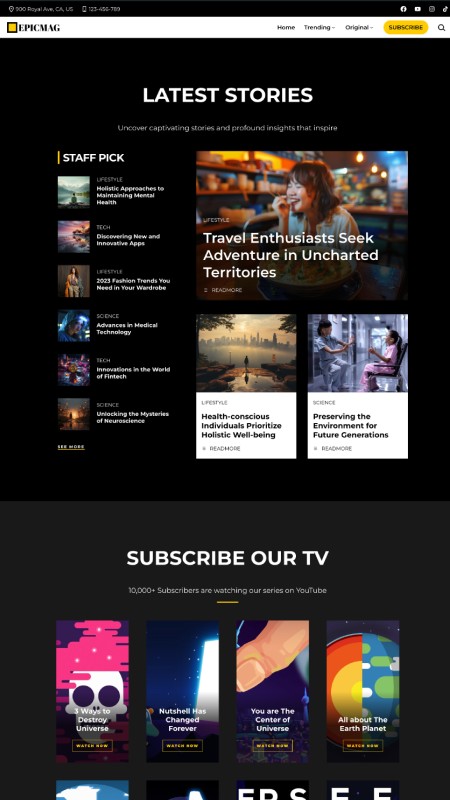 900 Royal Ave, CA, US
123-456-789
EPICMAG
Home
Trending
Original
SUBSCRIBE
LATEST STORIES
Uncover captivating stories and profound insights that inspire
STAFF PICK
LIFESTYLE
Holistic Approaches to
Maintaining Mental
Health
TECH
Discovering New and
Innovative Apps
LIFESTYLE
2023 Fashion Trends You
Need in Your Wardrobe
SCIENCE
Advances in Medical
Technology
TECH
Innovations in the World
of Fintech
SCIENCE
Unlocking the Mysteries
of Neuroscience
SEE MORE
LIFESTYLE
Travel Enthusiasts Seek
Adventure in Uncharted
Territories
READMORE
LIFESTYLE
Health-conscious
Individuals Prioritize
Holistic Well-being
READMORE
SCIENCE
Preserving the
Environment for
Future Generations
READMORE
SUBSCRIBE OUR TV
10,000+ Subscribers are watching our series on YouTube
3 Ways to
Destroy
Universe
WATCH NOW
Nutshell Has
Changed
Forever
WATCH NOW
You are The
Center of
Universe
WATCH NOW
All about The
Earth Planet
WATCH NOW